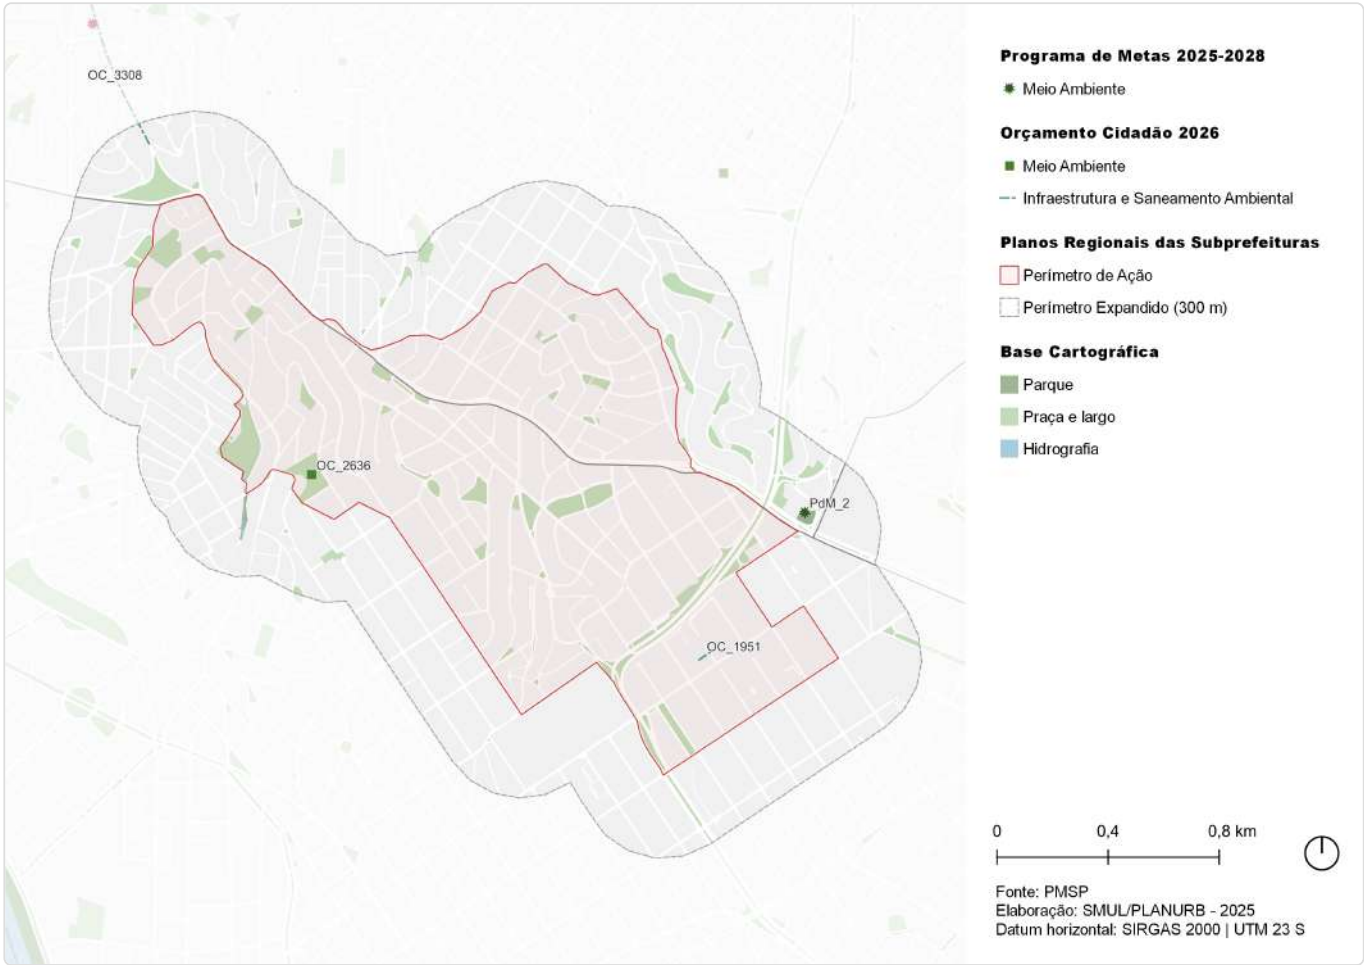 OC_3308
OC_2636
PdM_2
OC_1951
Programa de Metas 2025-2028
Meio Ambiente
Orçamento Cidadão 2026
Meio Ambiente
Infraestrutura e Saneamento Ambiental
Planos Regionais das Subprefeituras
Perímetro de Ação
Perímetro Expandido (300 m)
Base Cartográfica
Parque
Praça e largo
Hidrografia
0 0,4 0,8 km
Fonte: PMSP
Elaboração: SMUL/PLANURB - 2025
Datum horizontal: SIRGAS 2000 | UTM 23 S